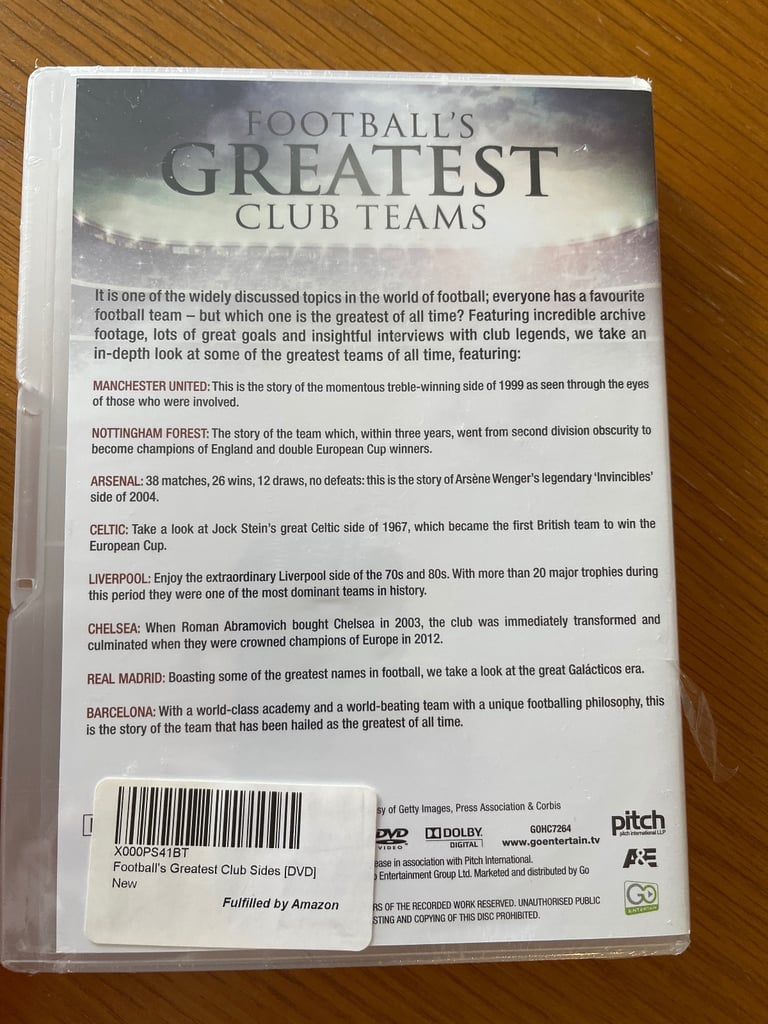 FOOTBALL'S
GREATEST
CLUB TEAMS
It is one of the widely discussed topics in the world of football; everyone has a favourite
football team – but which one is the greatest of all time? Featuring incredible archive
footage, lots of great goals and insightful interviews with club legends, we take an
in-depth look at some of the greatest teams of all time, featuring:
MANCHESTER UNITED: This is the story of the momentous treble-winning side of 1999 as seen through the eyes
of those who were involved.
NOTTINGHAM FOREST: The story of the team which, within three years, went from second division obscurity to
become champions of England and double European Cup winners.
ARSENAL: 38 matches, 26 wins, 12 draws, no defeats: this is the story of Arsène Wenger's legendary 'Invincibles'
side of 2004.
CELTIC: Take a look at Jock Stein's great Celtic side of 1967, which became the first British team to win the
European Cup.
LIVERPOOL: Enjoy the extraordinary Liverpool side of the 70s and 80s. With more than 20 major trophies during
this period they were one of the most dominant teams in history.
CHELSEA: When Roman Abramovich bought Chelsea in 2003, the club was immediately transformed and
culminated when they were crowned champions of Europe in 2012.
REAL MADRID: Boasting some of the greatest names in football, we take a look at the great Galácticos era.
BARCELONA: With a world-class academy and a world-beating team with a unique footballing philosophy, this
is the story of the team that has been hailed as the greatest of all time.
sy of Getty Images, Press Association & Corbis
DVD
VIDEO
DOLBY
DIGITAL
GOHC7264
www.goentertain.tv
pitch
pitch international LLP
ease in association with Pitch International.
Entertainment Group Ltd. Marketed and distributed by Go
A&E
RS OF THE RECORDED WORK RESERVED. UNAUTHORISED PUBLIC
STING AND COPYING OF THIS DISC PROHIBITED.
GO
ENTERTAIN
X000PS41BT
Football's Greatest Club Sides [DVD]
New
Fulfilled by Amazon